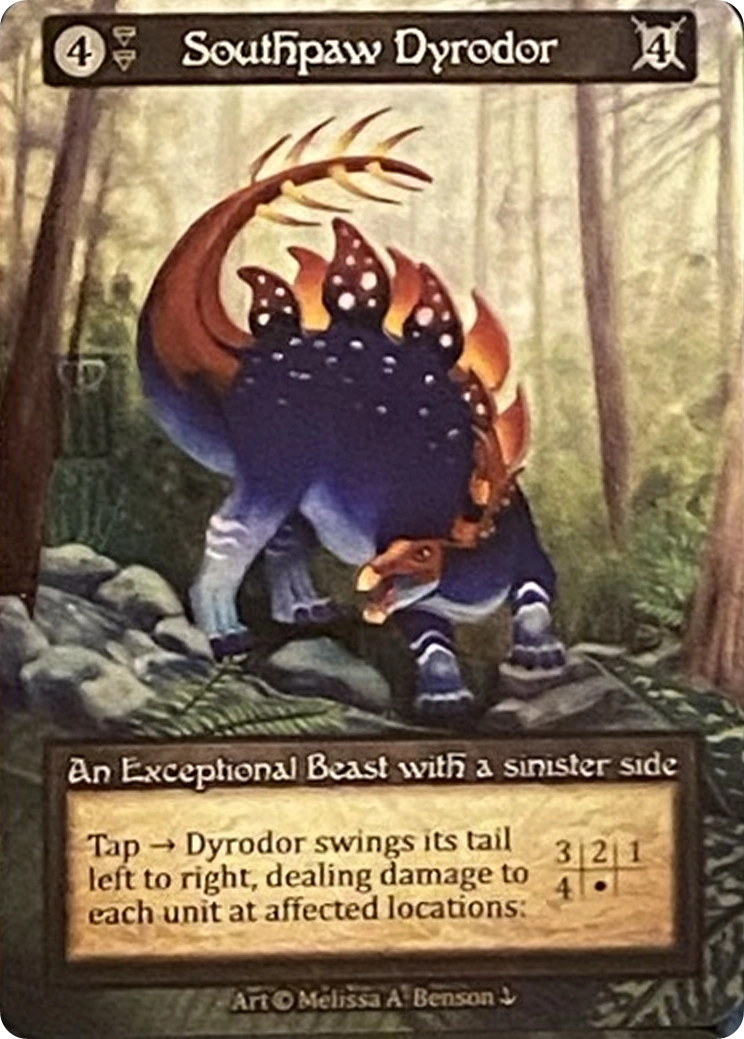 4 Southpaw Dyrodor 4
An Exceptional Beast with a sinister side
Tap → Dyrodor swings its tail
left to right, dealing damage to
each unit at affected locations:
3 2 1
4 •
Art © Melissa A. Benson